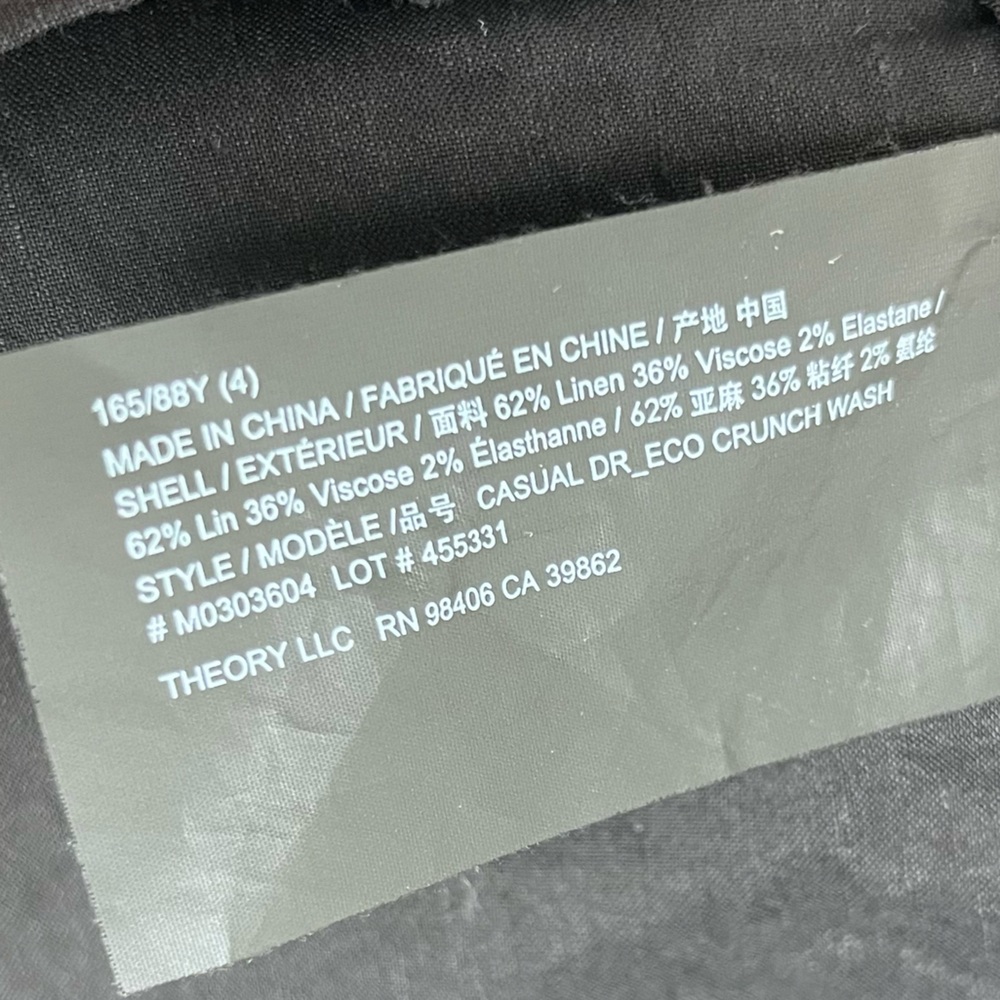 165/88Y (4)
MADE IN CHINA / FABRIQUÉ EN CHINE / 产地 中国
SHELL / EXTÉRIEUR / 面料 62% Linen 36% Viscose 2% Elastane /
62% Lin 36% Viscose 2% Élasthanne / 62% 亚麻 36% 粘纤 2% 氨纶
STYLE / MODÈLE /品号 CASUAL DR_ECO CRUNCH WASH
# M0303604 LOT # 455331
THEORY LLC RN 98406 CA 39862